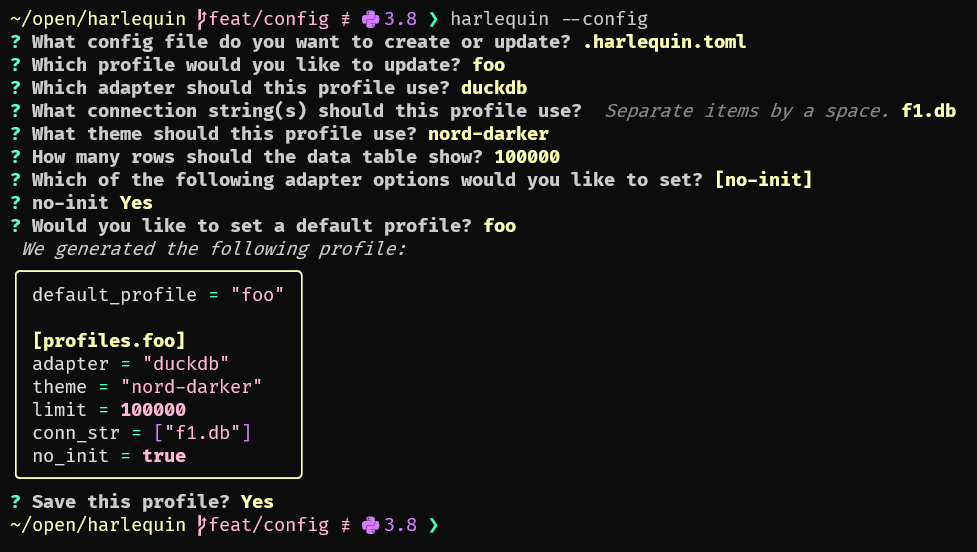 ~/open/harlequin feat/config ≢ 3.8 ❯ harlequin --config
? What config file do you want to create or update? .harlequin.toml
? Which profile would you like to update? foo
? Which adapter should this profile use? duckdb
? What connection string(s) should this profile use?  Separate items by a space. f1.db
? What theme should this profile use? nord-darker
? How many rows should the data table show? 100000
? Which of the following adapter options would you like to set? [no-init]
? no-init Yes
? Would you like to set a default profile? foo
We generated the following profile:
default_profile = "foo"
[profiles.foo]
adapter = "duckdb"
theme = "nord-darker"
limit = 100000
conn_str = ["f1.db"]
no_init = true
? Save this profile? Yes
~/open/harlequin feat/config ≢ 3.8 ❯